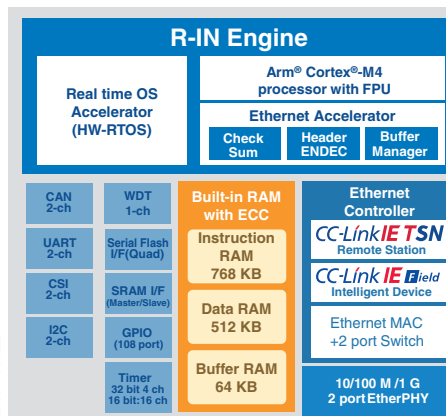 R-IN Engine
Real time OS
Accelerator
(HW-RTOS)
Arm® Cortex®-M4
processor with FPU
Ethernet Accelerator
Check
Sum
Header
ENDEC
Buffer
Manager
CAN
2-ch
UART
2-ch
CSI
2-ch
I2C
2-ch
WDT
1-ch
Serial Flash
I/F(Quad)
SRAM I/F
(Master/Slave)
GPIO
(108 port)
Timer
32 bit 4 ch
16 bit:16 ch
Built-in RAM
with ECC
Instruction
RAM
768 KB
Data RAM
512 KB
Buffer RAM
64 KB
Ethernet
Controller
CC-Link IE TSN
Remote Station
CC-Link IE Field
Intelligent Device
Ethernet MAC
+2 port Switch
10/100 M /1 G
2 port EtherPHY